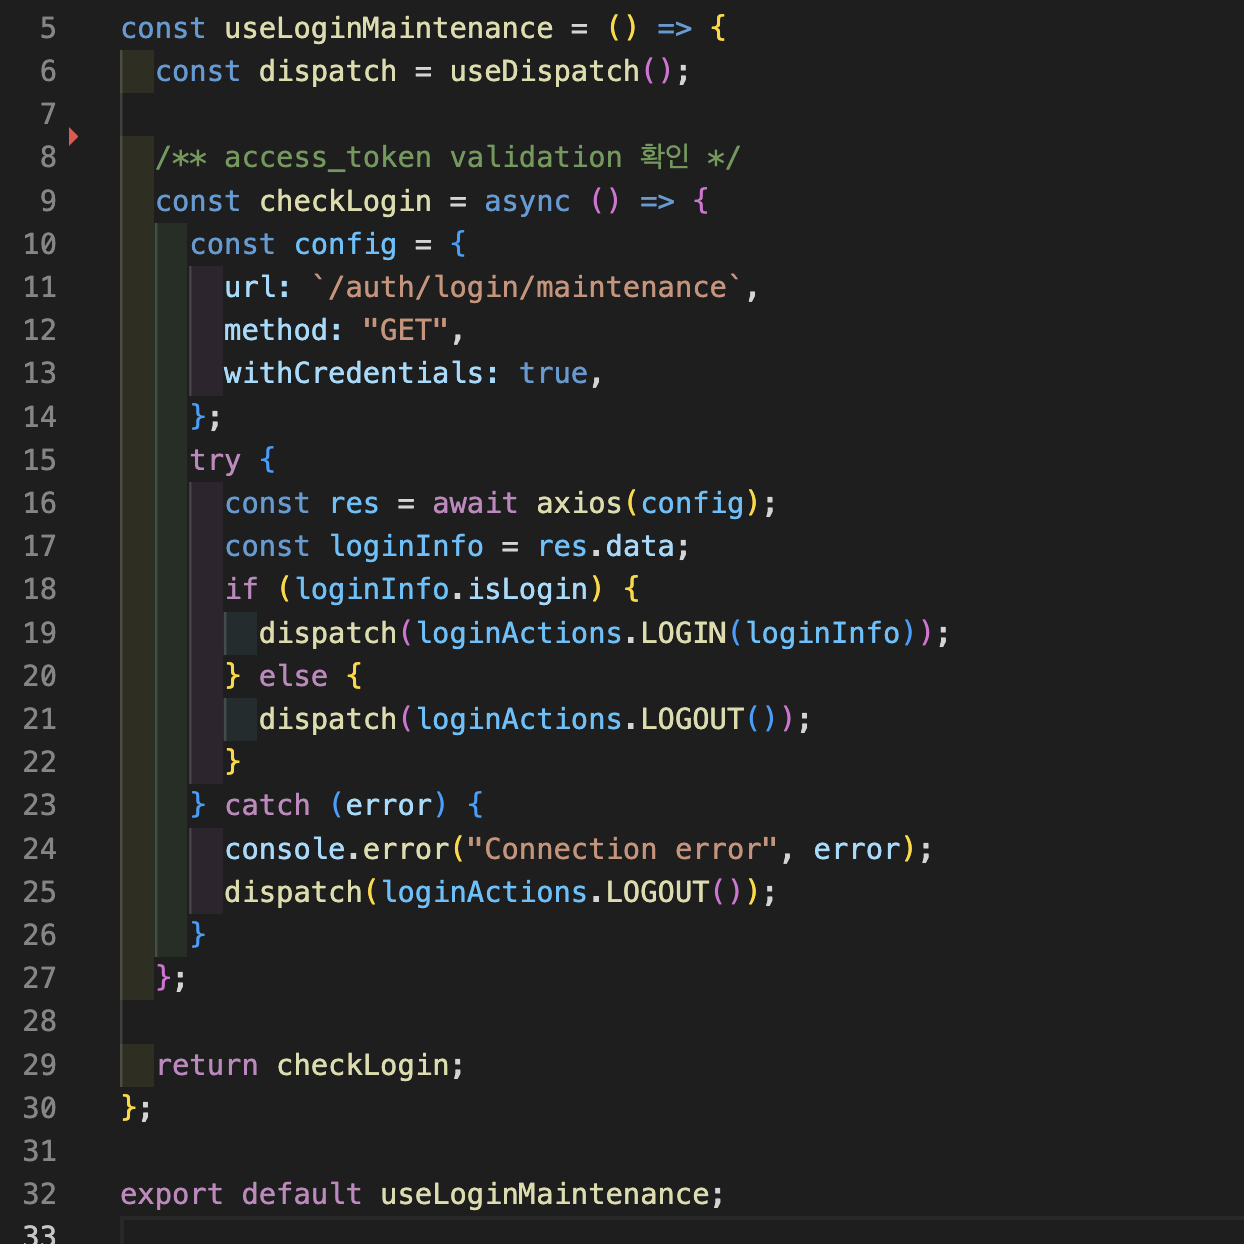 5 const useLoginMaintenance = () => {
6 const dispatch = useDispatch();
7
8 /** access_token validation 확인 */
9 const checkLogin = async () => {
10 const config = {
11 url: `/auth/login/maintenance`,
12 method: "GET",
13 withCredentials: true,
14 };
15 try {
16 const res = await axios(config);
17 const loginInfo = res.data;
18 if (loginInfo.isLogin) {
19 dispatch(loginActions.LOGIN(loginInfo));
20 } else {
21 dispatch(loginActions.LOGOUT());
22 }
23 } catch (error) {
24 console.error("Connection error", error);
25 dispatch(loginActions.LOGOUT());
26 }
27 };
28
29 return checkLogin;
30 };
31
32 export default useLoginMaintenance;
33